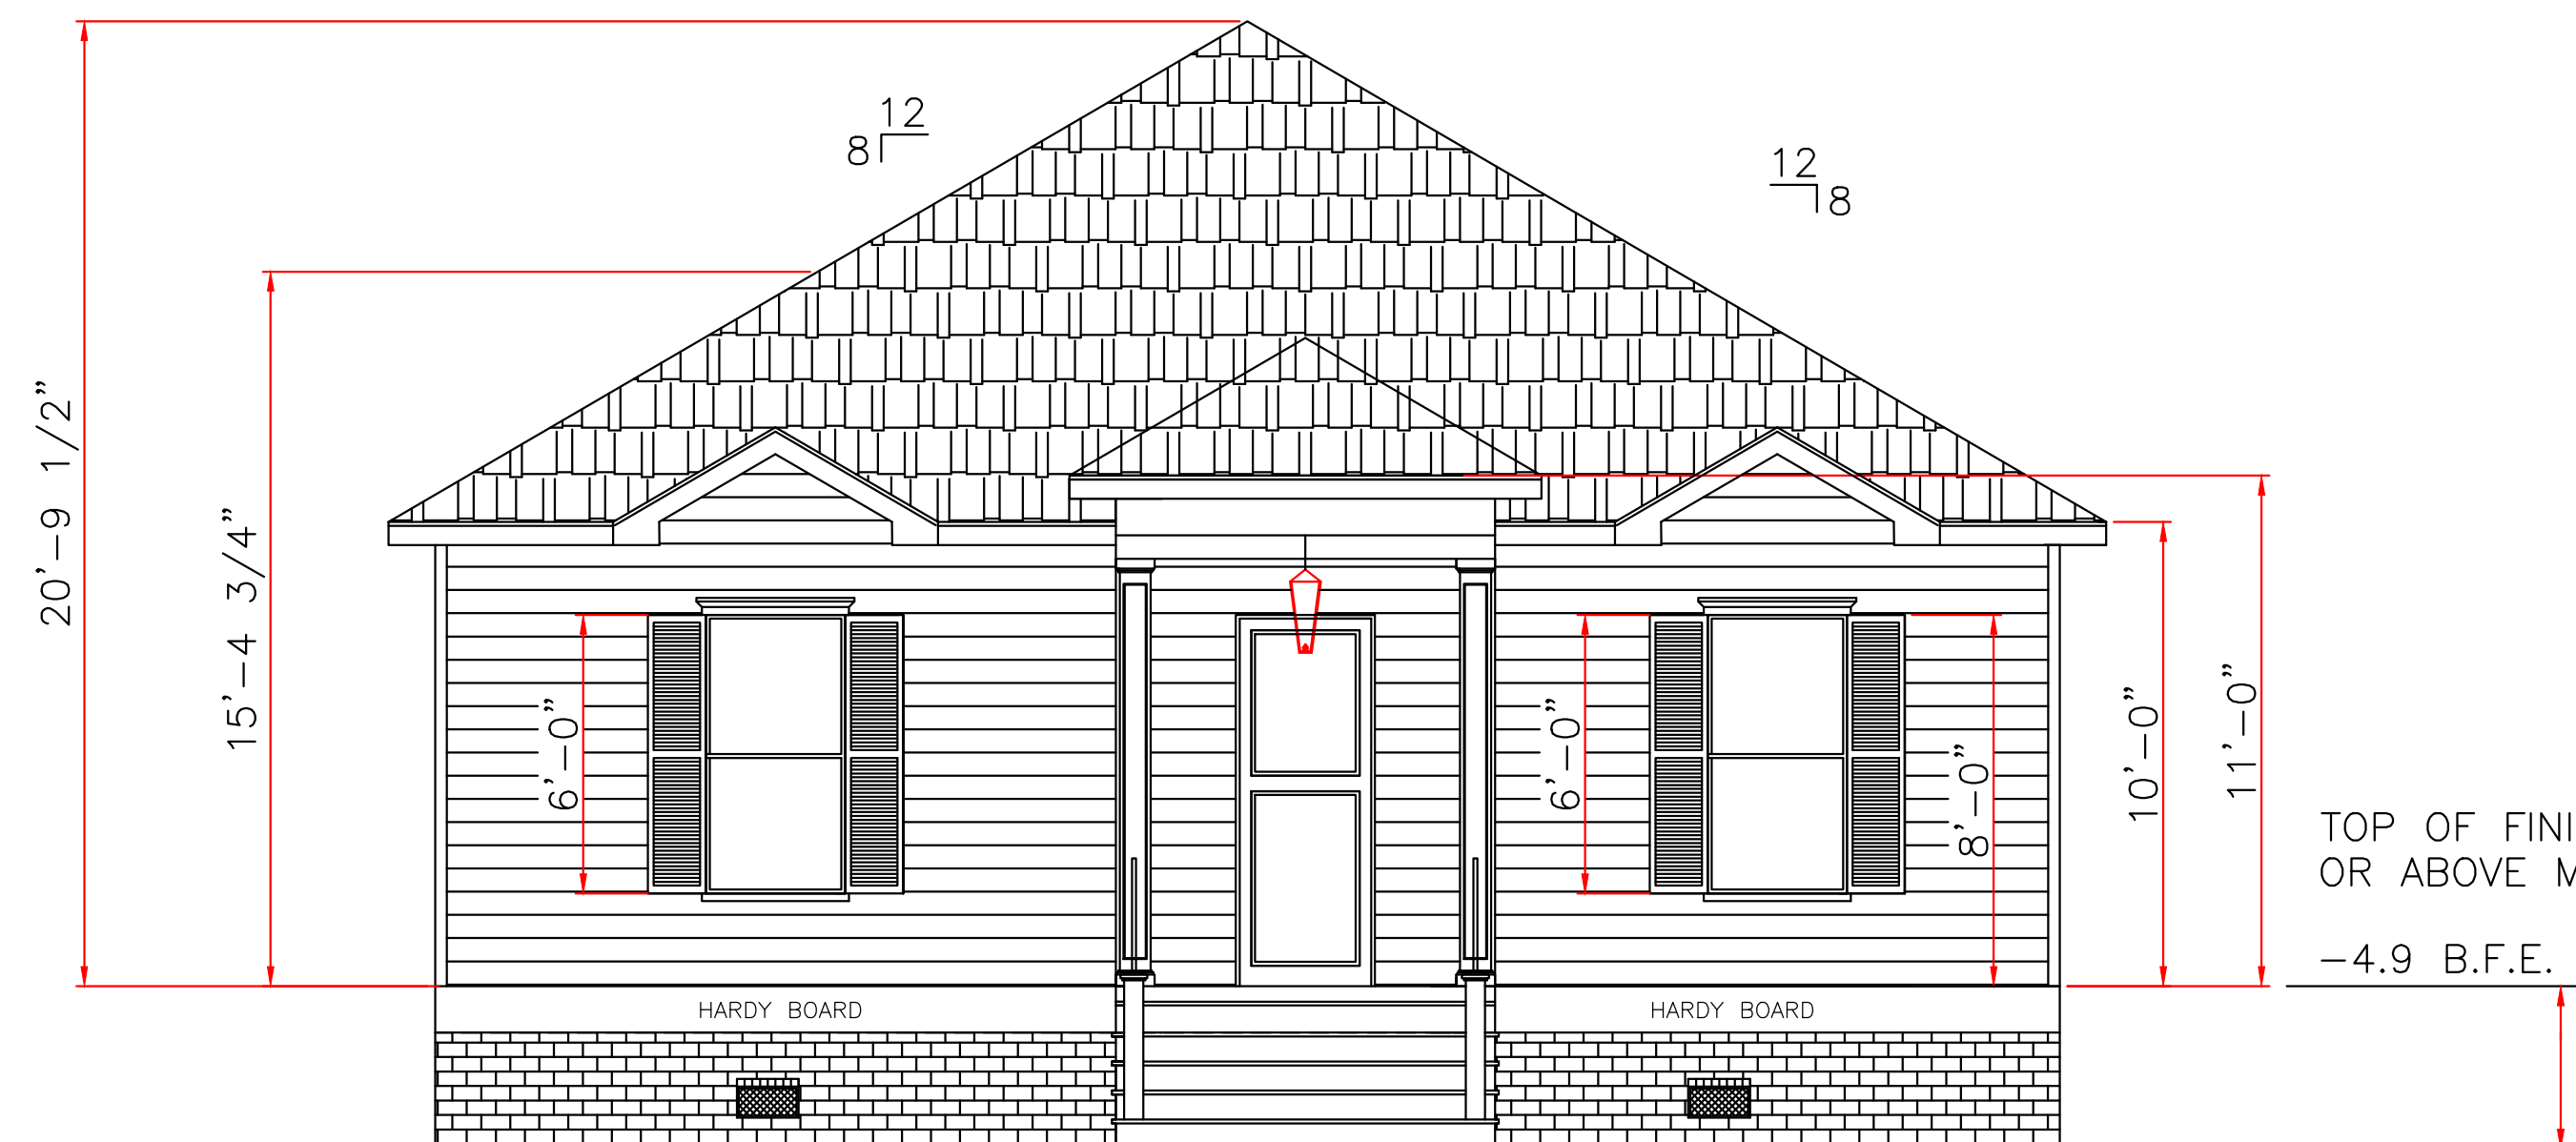 12
8
12
8
20'-9 1/2"
15'-4 3/4"
6'-0"
6'-0"
8'-0"
10'-0"
11'-0"
TOP OF FINI
OR ABOVE M
-4.9 B.F.E.
HARDY BOARD
HARDY BOARD